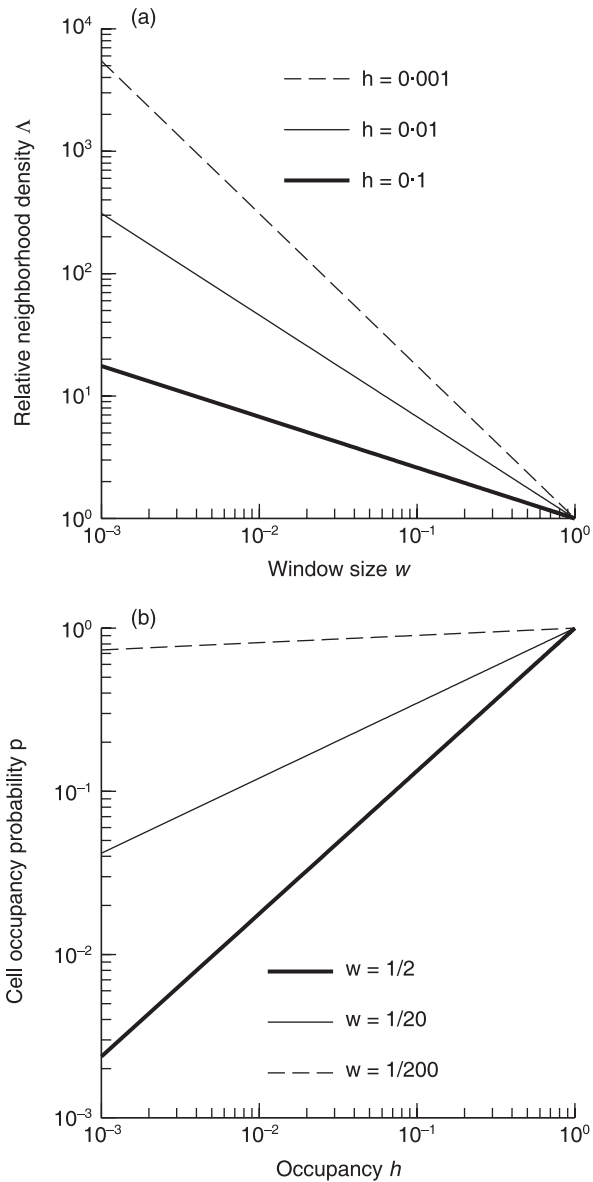 (a)
10⁴
10³
10²
10¹
10⁰
Relative neighborhood density Λ
h = 0·001
h = 0·01
h = 0·1
10⁻³
10⁻²
10⁻¹
10⁰
Window size w
(b)
10⁰
10⁻¹
10⁻²
10⁻³
Cell occupancy probability p
w = 1/2
w = 1/20
w = 1/200
10⁻³
10⁻²
10⁻¹
10⁰
Occupancy h